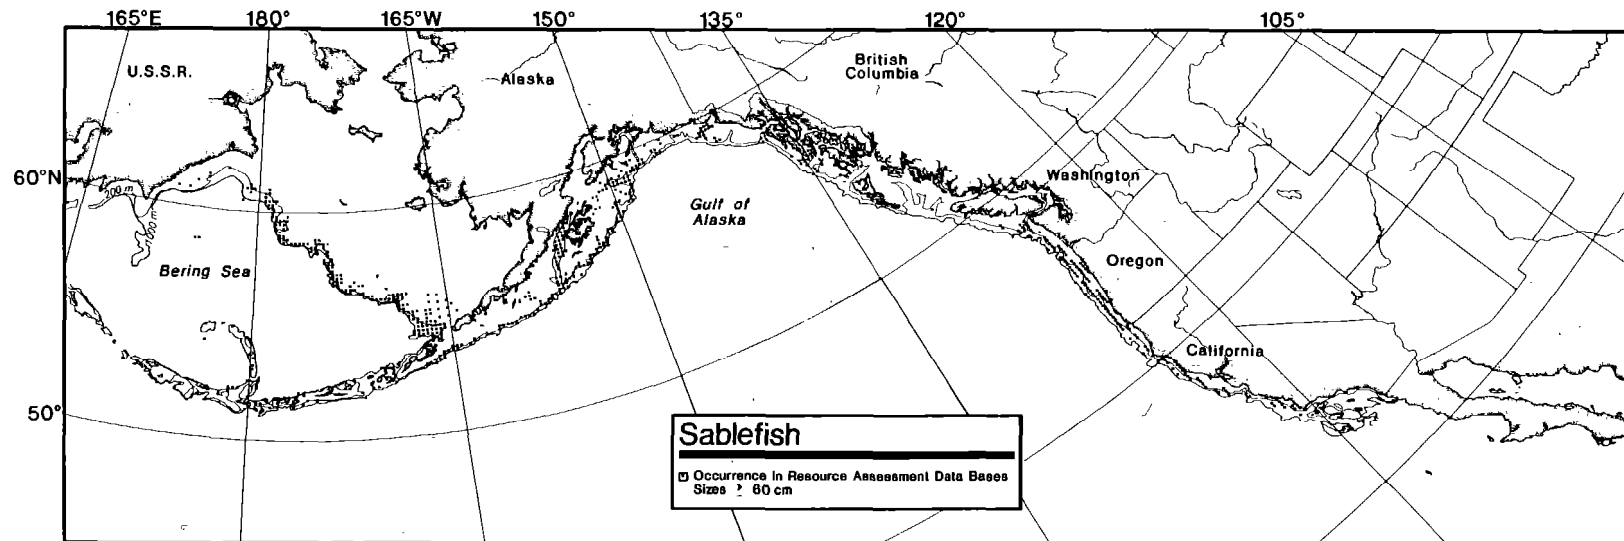 165°E 180° 165°W 150° 135° 120° 105°
U.S.S.R.
Alaska
British
Columbia
60°N
200 m
1000 m
Washington
Gulf of
Alaska
Bering Sea
Oregon
California
50°
Sablefish
Occurrence In Resource Assessment Data Bases
Sizes ≥ 60 cm